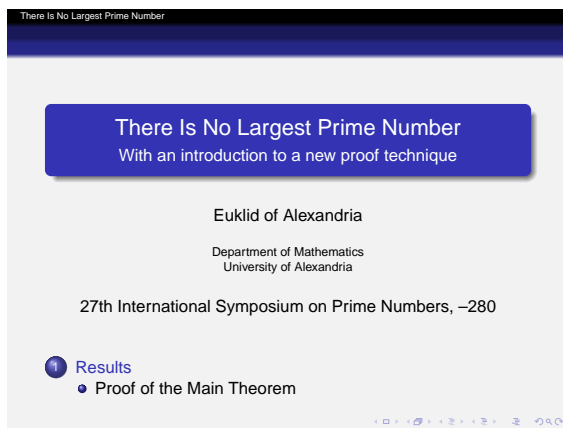 There Is No Largest Prime Number
There Is No Largest Prime Number
With an introduction to a new proof technique
Euklid of Alexandria
Department of Mathematics
University of Alexandria
27th International Symposium on Prime Numbers, –280
1 Results
Proof of the Main Theorem